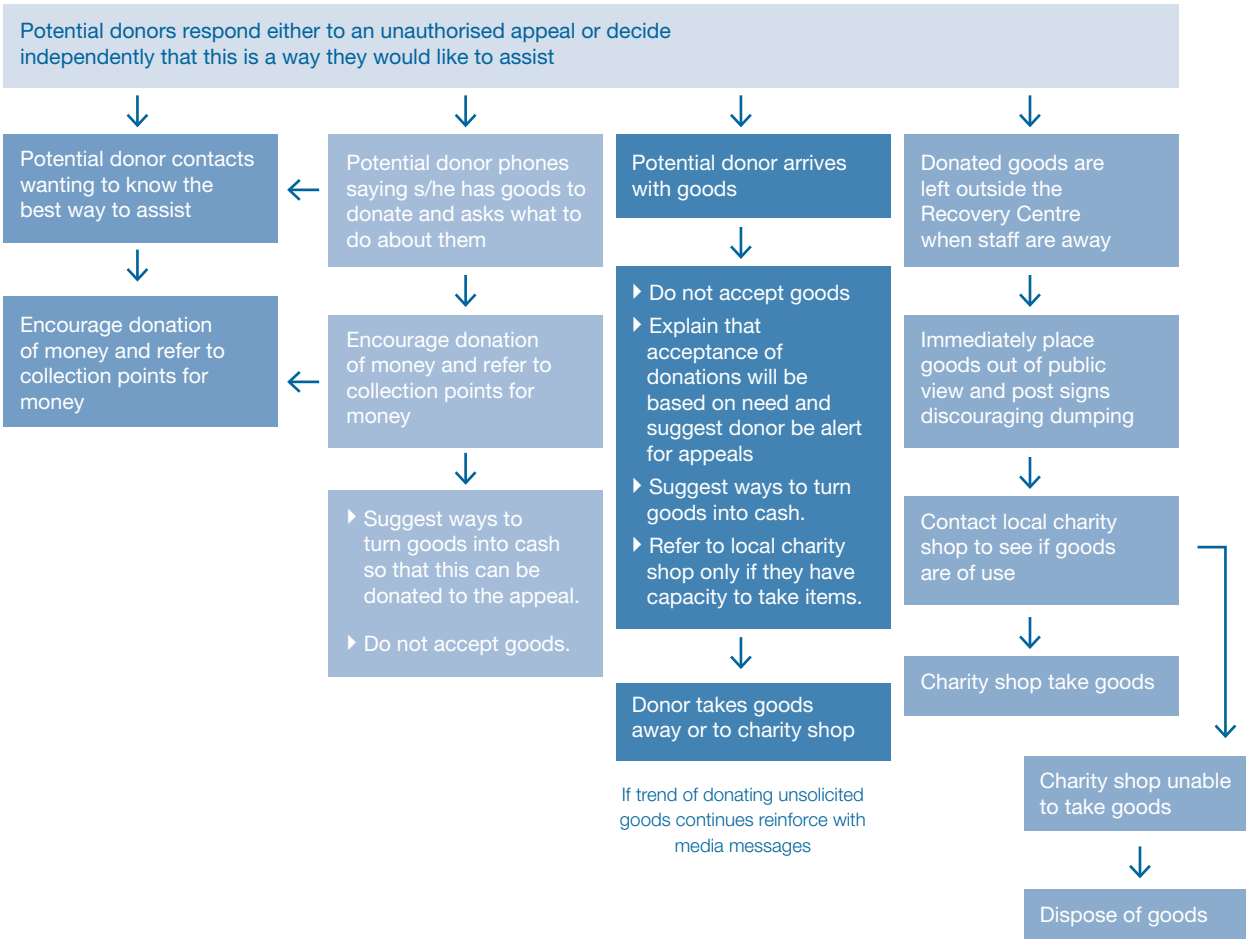 Potential donors respond either to an unauthorised appeal or decide
independently that this is a way they would like to assist
Potential donor contacts
wanting to know the
best way to assist
Encourage donation
of money and refer to
collection points for
money
Potential donor phones
saying s/he has goods to
donate and asks what to
do about them
Encourage donation
of money and refer to
collection points for
money
Suggest ways to
turn goods into cash
so that this can be
donated to the appeal.
Do not accept goods.
Potential donor arrives
with goods
Do not accept goods
Explain that
acceptance of
donations will be
based on need and
suggest donor be alert
for appeals
Suggest ways to turn
goods into cash.
Refer to local charity
shop only if they have
capacity to take items.
Donor takes goods
away or to charity shop
If trend of donating unsolicited
goods continues reinforce with
media messages
Donated goods are
left outside the
Recovery Centre
when staff are away
Immediately place
goods out of public
view and post signs
discouraging dumping
Contact local charity
shop to see if goods
are of use
Charity shop take goods
Charity shop unable
to take goods
Dispose of goods